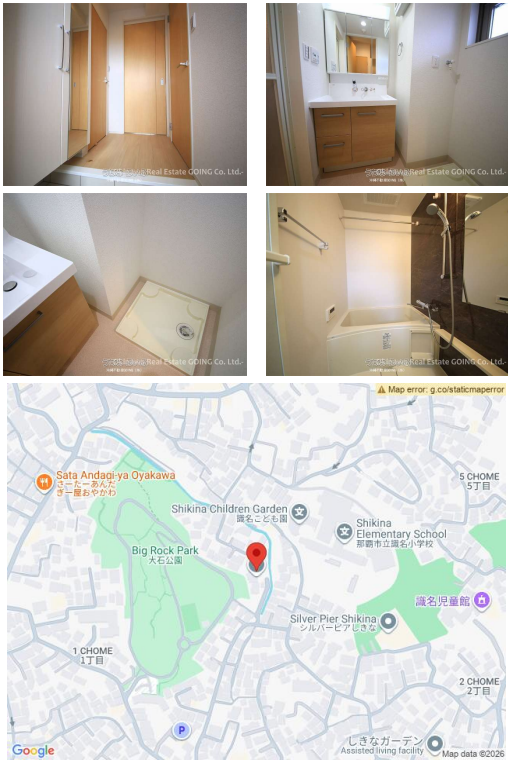 Okinawa Real Estate GOING Co., Ltd.
Okinawa Real Estate GOING Co., Ltd.
Okinawa Real Estate GOING Co., Ltd.
Okinawa Real Estate GOING Co., Ltd.
Map error: g.co/staticmaperror
Sata Andagi-ya Oyakawa
さーたーあんだ
ぎー屋おやかわ
5 CHOME
5丁目
Shikina Children Garden
識名こども園
Shikina
Elementary School
那覇市立識名小学校
Big Rock Park
大石公園
識名児童館
Silver Pier Shikina
シルバーピアしきな
1 CHOME
1丁目
2 CHOME
2丁目
P
しきなガーデン
Assisted living facility
Google
Map data ©2026